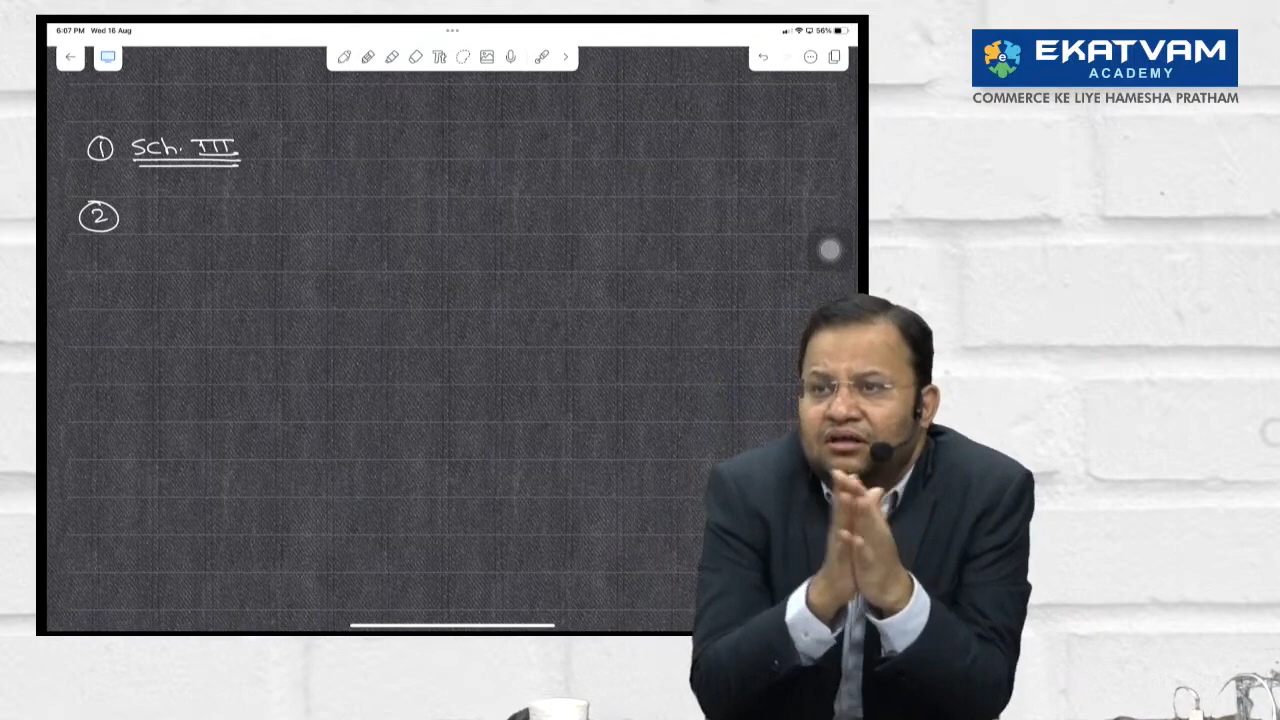 6:07 PM Wed 16 Aug
56%
EKATVAM
ACADEMY
COMMERCE KE LIYE HAMESHA PRATHAM
① Sch. III
②